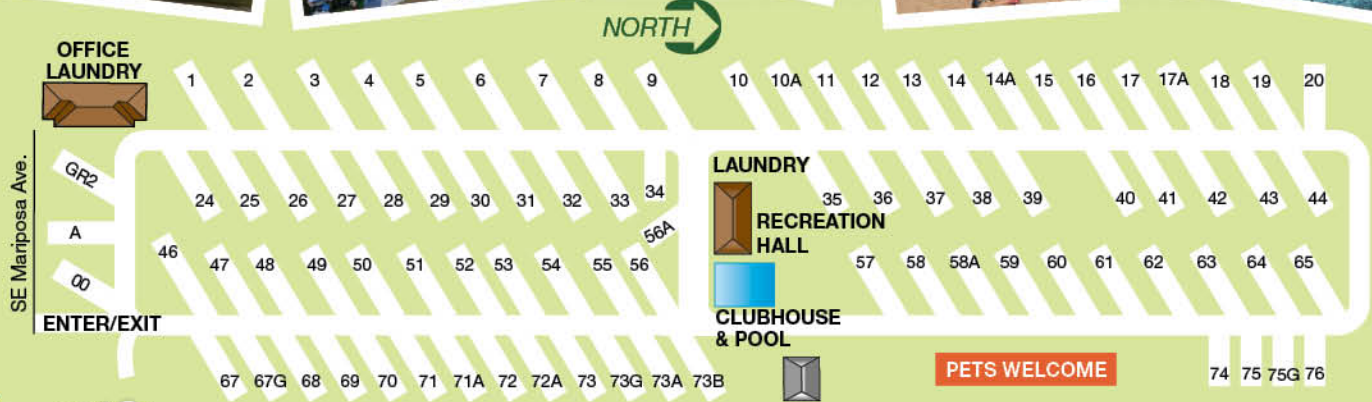 NORTH
OFFICE
LAUNDRY
1 2 3 4 5 6 7 8 9 10 10A 11 12 13 14 14A 15 16 17 17A 18 19 20
SE Mariposa Ave.
GR2
A
00
ENTER/EXIT
24 25 26 27 28 29 30 31 32 33 34
56A
LAUNDRY
RECREATION
HALL
35 36 37 38 39 40 41 42 43 44
46 47 48 49 50 51 52 53 54 55 56
57 58 58A 59 60 61 62 63 64 65
CLUBHOUSE
& POOL
67 67G 68 69 70 71 71A 72 72A 73 73G 73A 73B
PETS WELCOME
74 75 75G 76